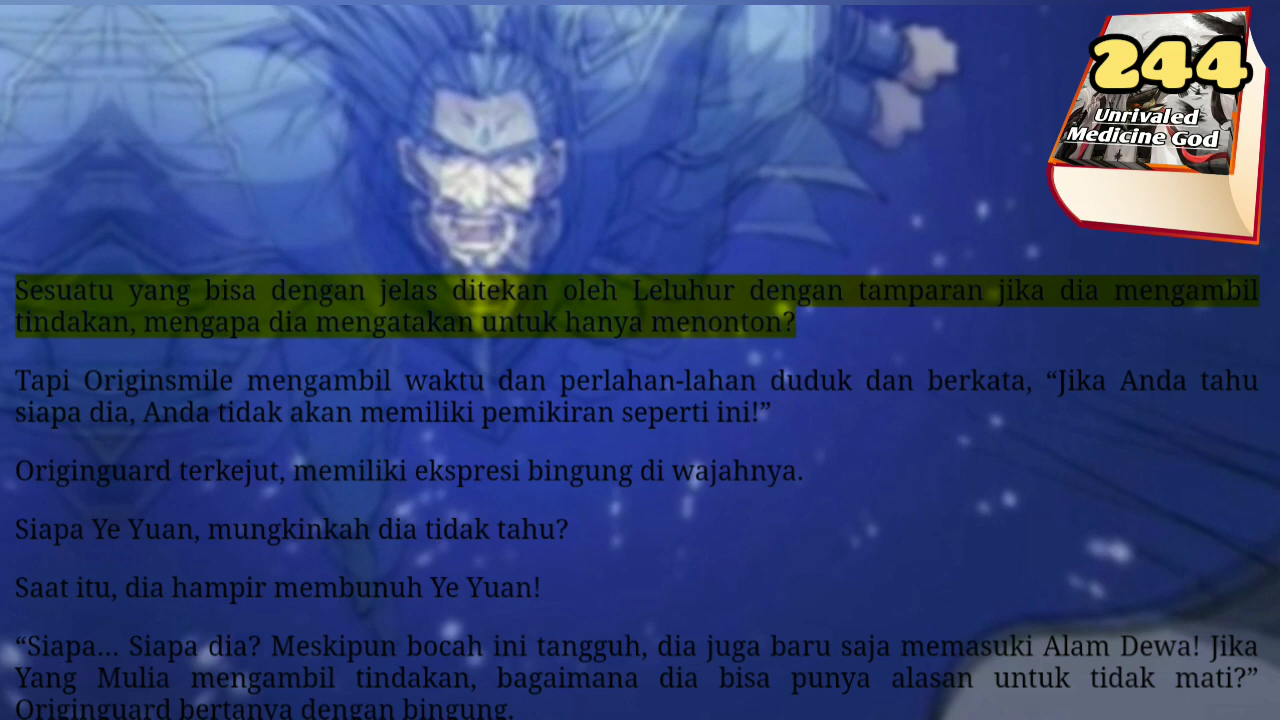 244
Unrivaled
Medicine God
Sesuatu yang bisa dengan jelas ditekan oleh Leluhur dengan tamparan jika dia mengambil
tindakan, mengapa dia mengatakan untuk hanya menonton?
Tapi Originsmile mengambil waktu dan perlahan-lahan duduk dan berkata, “Jika Anda tahu
siapa dia, Anda tidak akan memiliki pemikiran seperti ini!”
Originguard terkejut, memiliki ekspresi bingung di wajahnya.
Siapa Ye Yuan, mungkinkah dia tidak tahu?
Saat itu, dia hampir membunuh Ye Yuan!
“Siapa… Siapa dia? Meskipun bocah ini tangguh, dia juga baru saja memasuki Alam Dewa! Jika
Yang Mulia mengambil tindakan, bagaimana dia bisa punya alasan untuk tidak mati?”
Originguard bertanya dengan bingung.